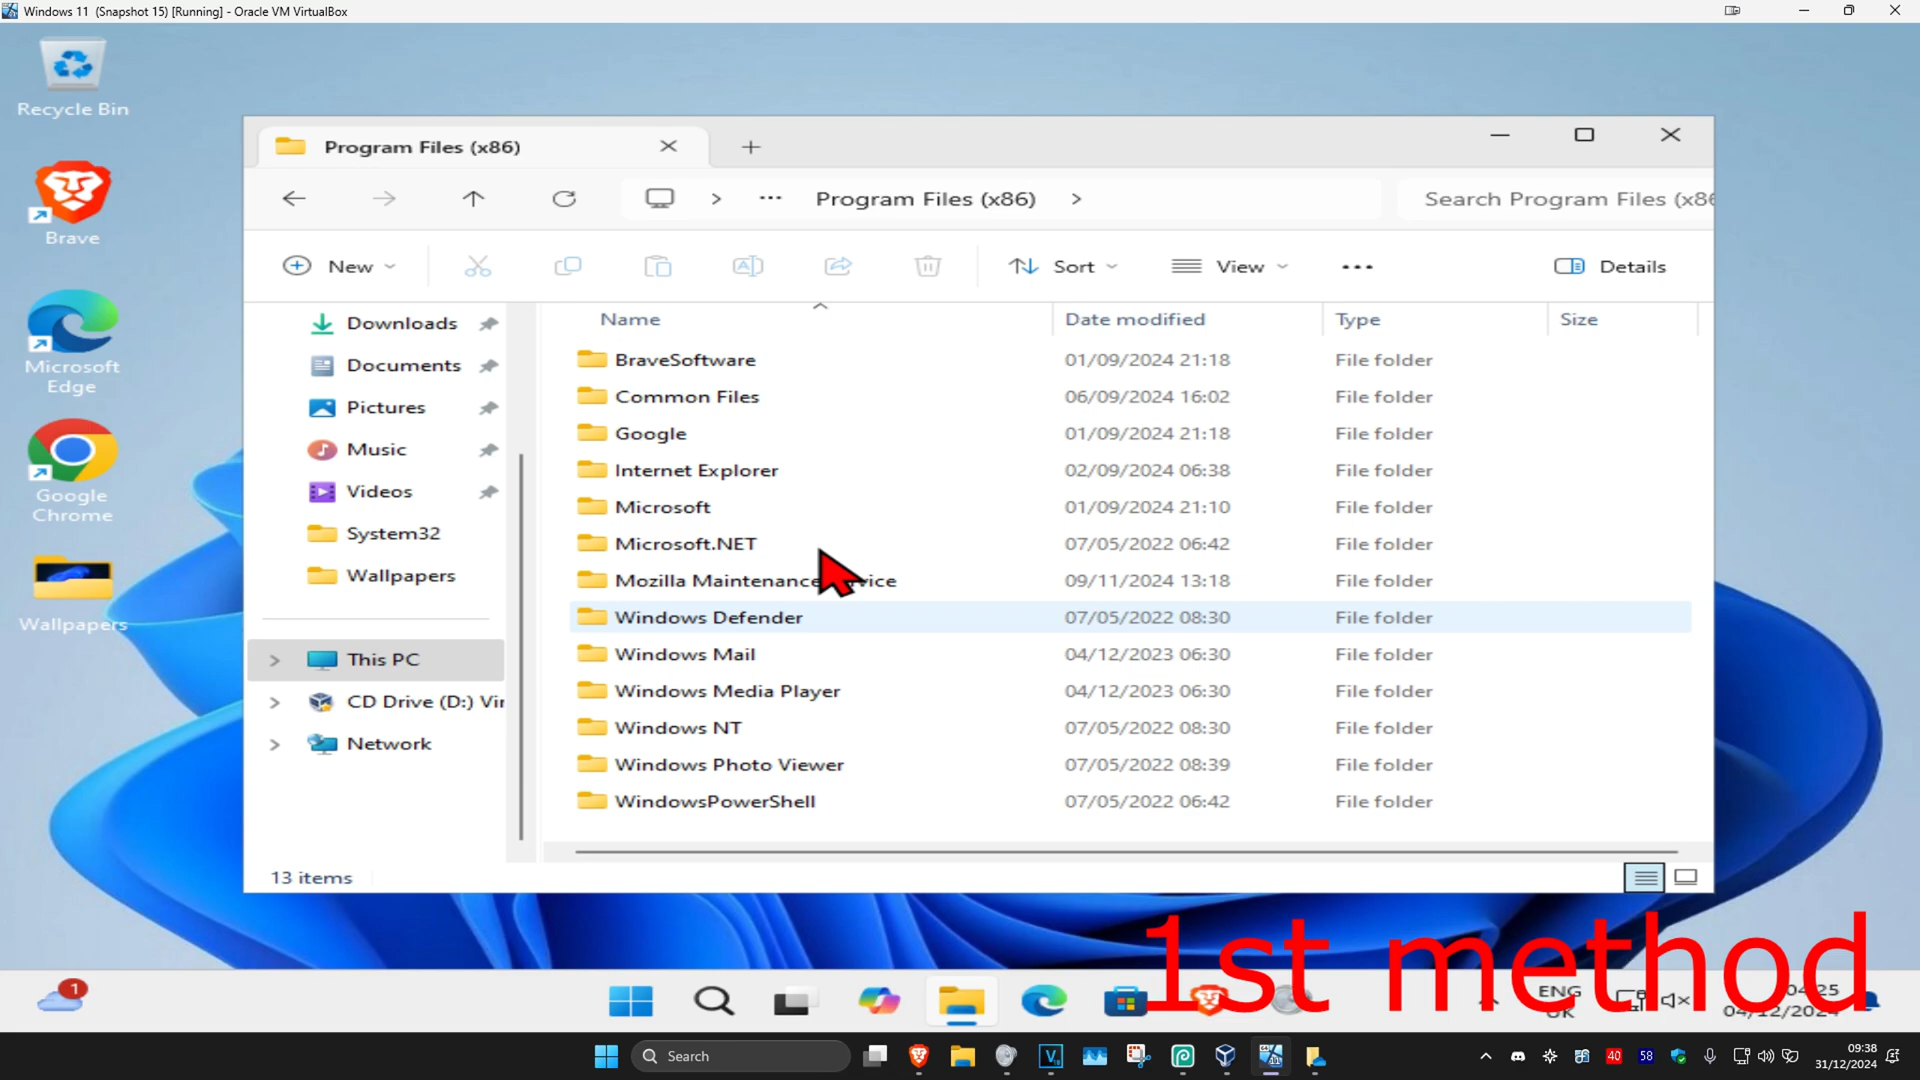 Windows 11 (Snapshot 15) [Running] - Oracle VM VirtualBox
Recycle Bin
Brave
Microsoft
Edge
Google
Chrome
Wallpapers
Program Files (x86)
Program Files (x86)
Search Program Files (x86
New
Sort
View
Details
Downloads
Documents
Pictures
Music
Videos
System32
Wallpapers
This PC
CD Drive (D:) Vir
Network
Name Date modified Type Size
BraveSoftware 01/09/2024 21:18 File folder
Common Files 06/09/2024 16:02 File folder
Google 01/09/2024 21:18 File folder
Internet Explorer 02/09/2024 06:38 File folder
Microsoft 01/09/2024 21:10 File folder
Microsoft.NET 07/05/2022 06:42 File folder
Mozilla Maintenance vice 09/11/2024 13:18 File folder
Windows Defender 07/05/2022 08:30 File folder
Windows Mail 04/12/2023 06:30 File folder
Windows Media Player 04/12/2023 06:30 File folder
Windows NT 07/05/2022 08:30 File folder
Windows Photo Viewer 07/05/2022 08:39 File folder
WindowsPowerShell 07/05/2022 06:42 File folder
13 items
1st method
1
ENG
UK
04:25
04/12/202
Search
40
58
09:38
31/12/2024